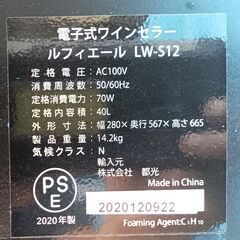 電子式ワインセラー
ルフィエール LW-S12
定格電圧：AC100V
消費周波数：50/60Hz
定格消費電力：70W
定格内容積：40L
外形寸法：幅280×奥行567×高さ665
製品重量：14.2kg
気候クラス：N
輸入元
株式会社 都光
PS
E
Made in China
2020120922
2020年製
Foaming Agent:C5H10